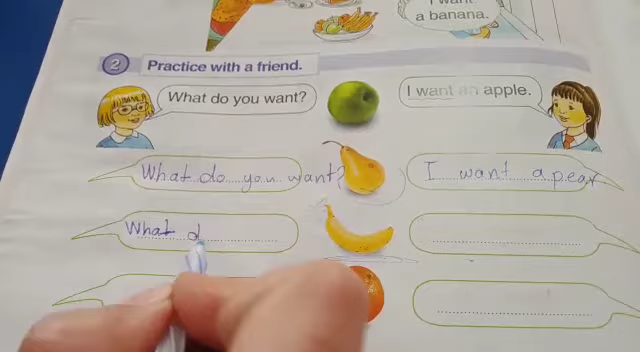 I want
a banana.
2 Practice with a friend.
What do you want?
I want an apple.
What do you want?
I want a pear
What d